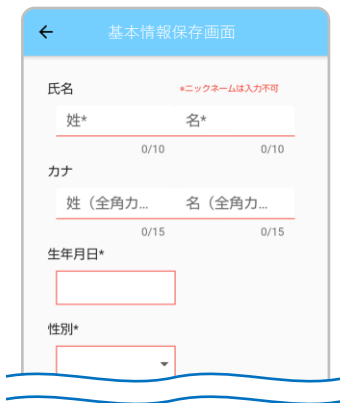 基本情報保存画面
氏名 *ニックネームは入力不可
姓* 名*
0/10 0/10
カナ
姓（全角カ... 名（全角カ...
0/15 0/15
生年月日*
性別*